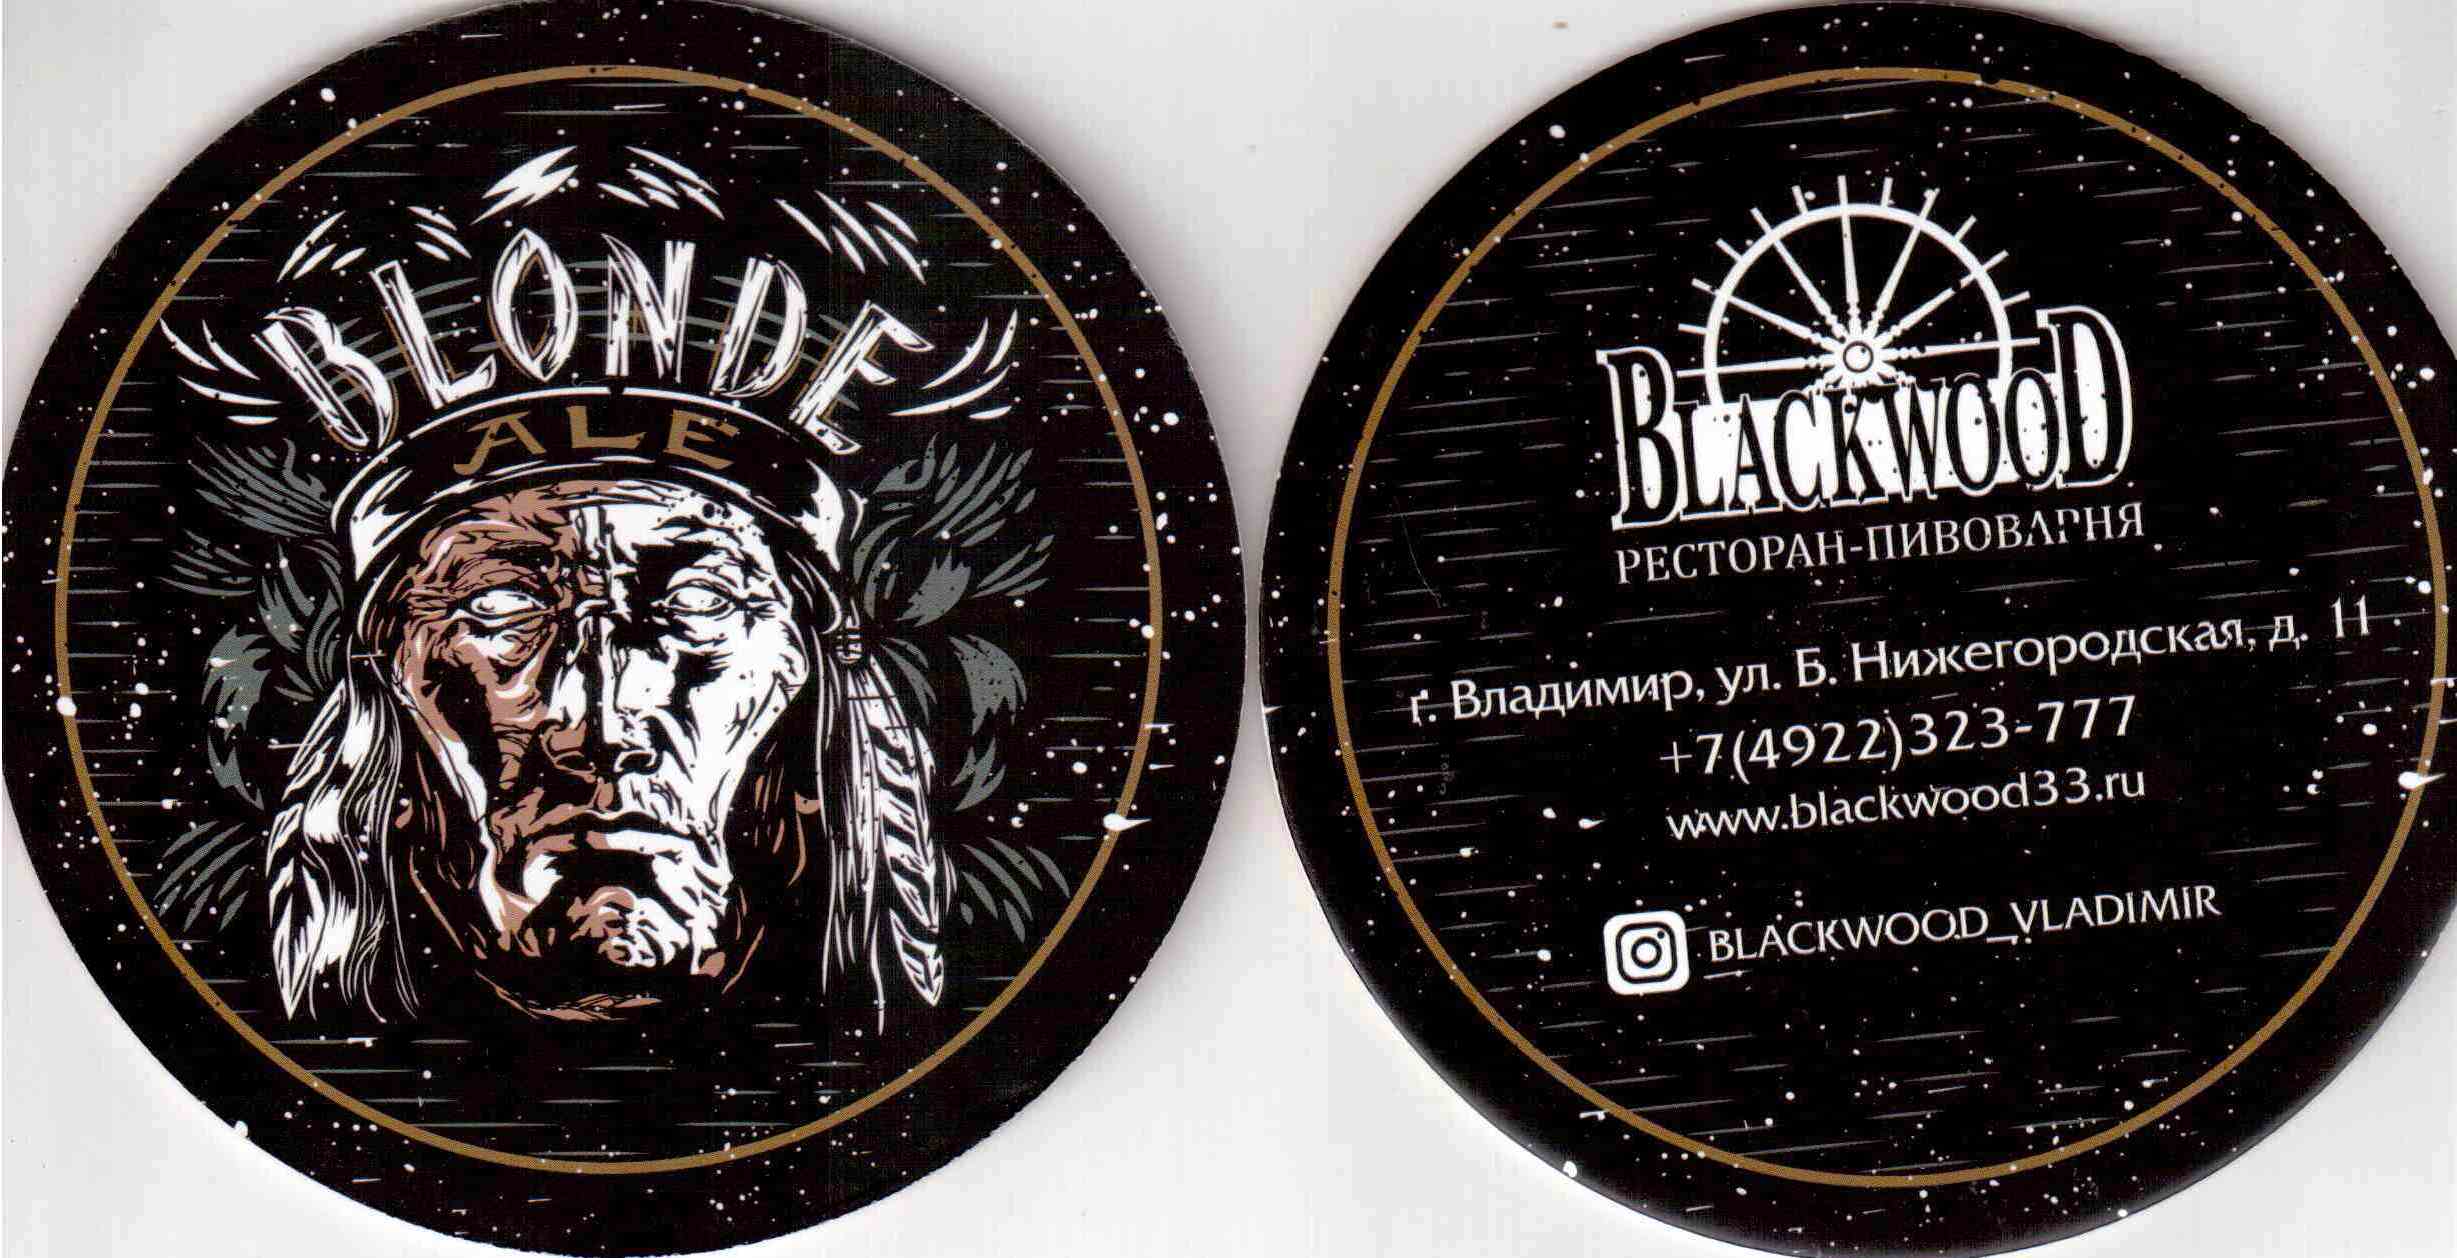 BLONDE
ALE
BLACKWOOD
РЕСТОРАН-ПИВОВАРНЯ
г. Владимир, ул. Б. Нижегородская, д. 11
+7(4922)323-777
www.blackwood33.ru
BLACKWOOD_VLADIMIR